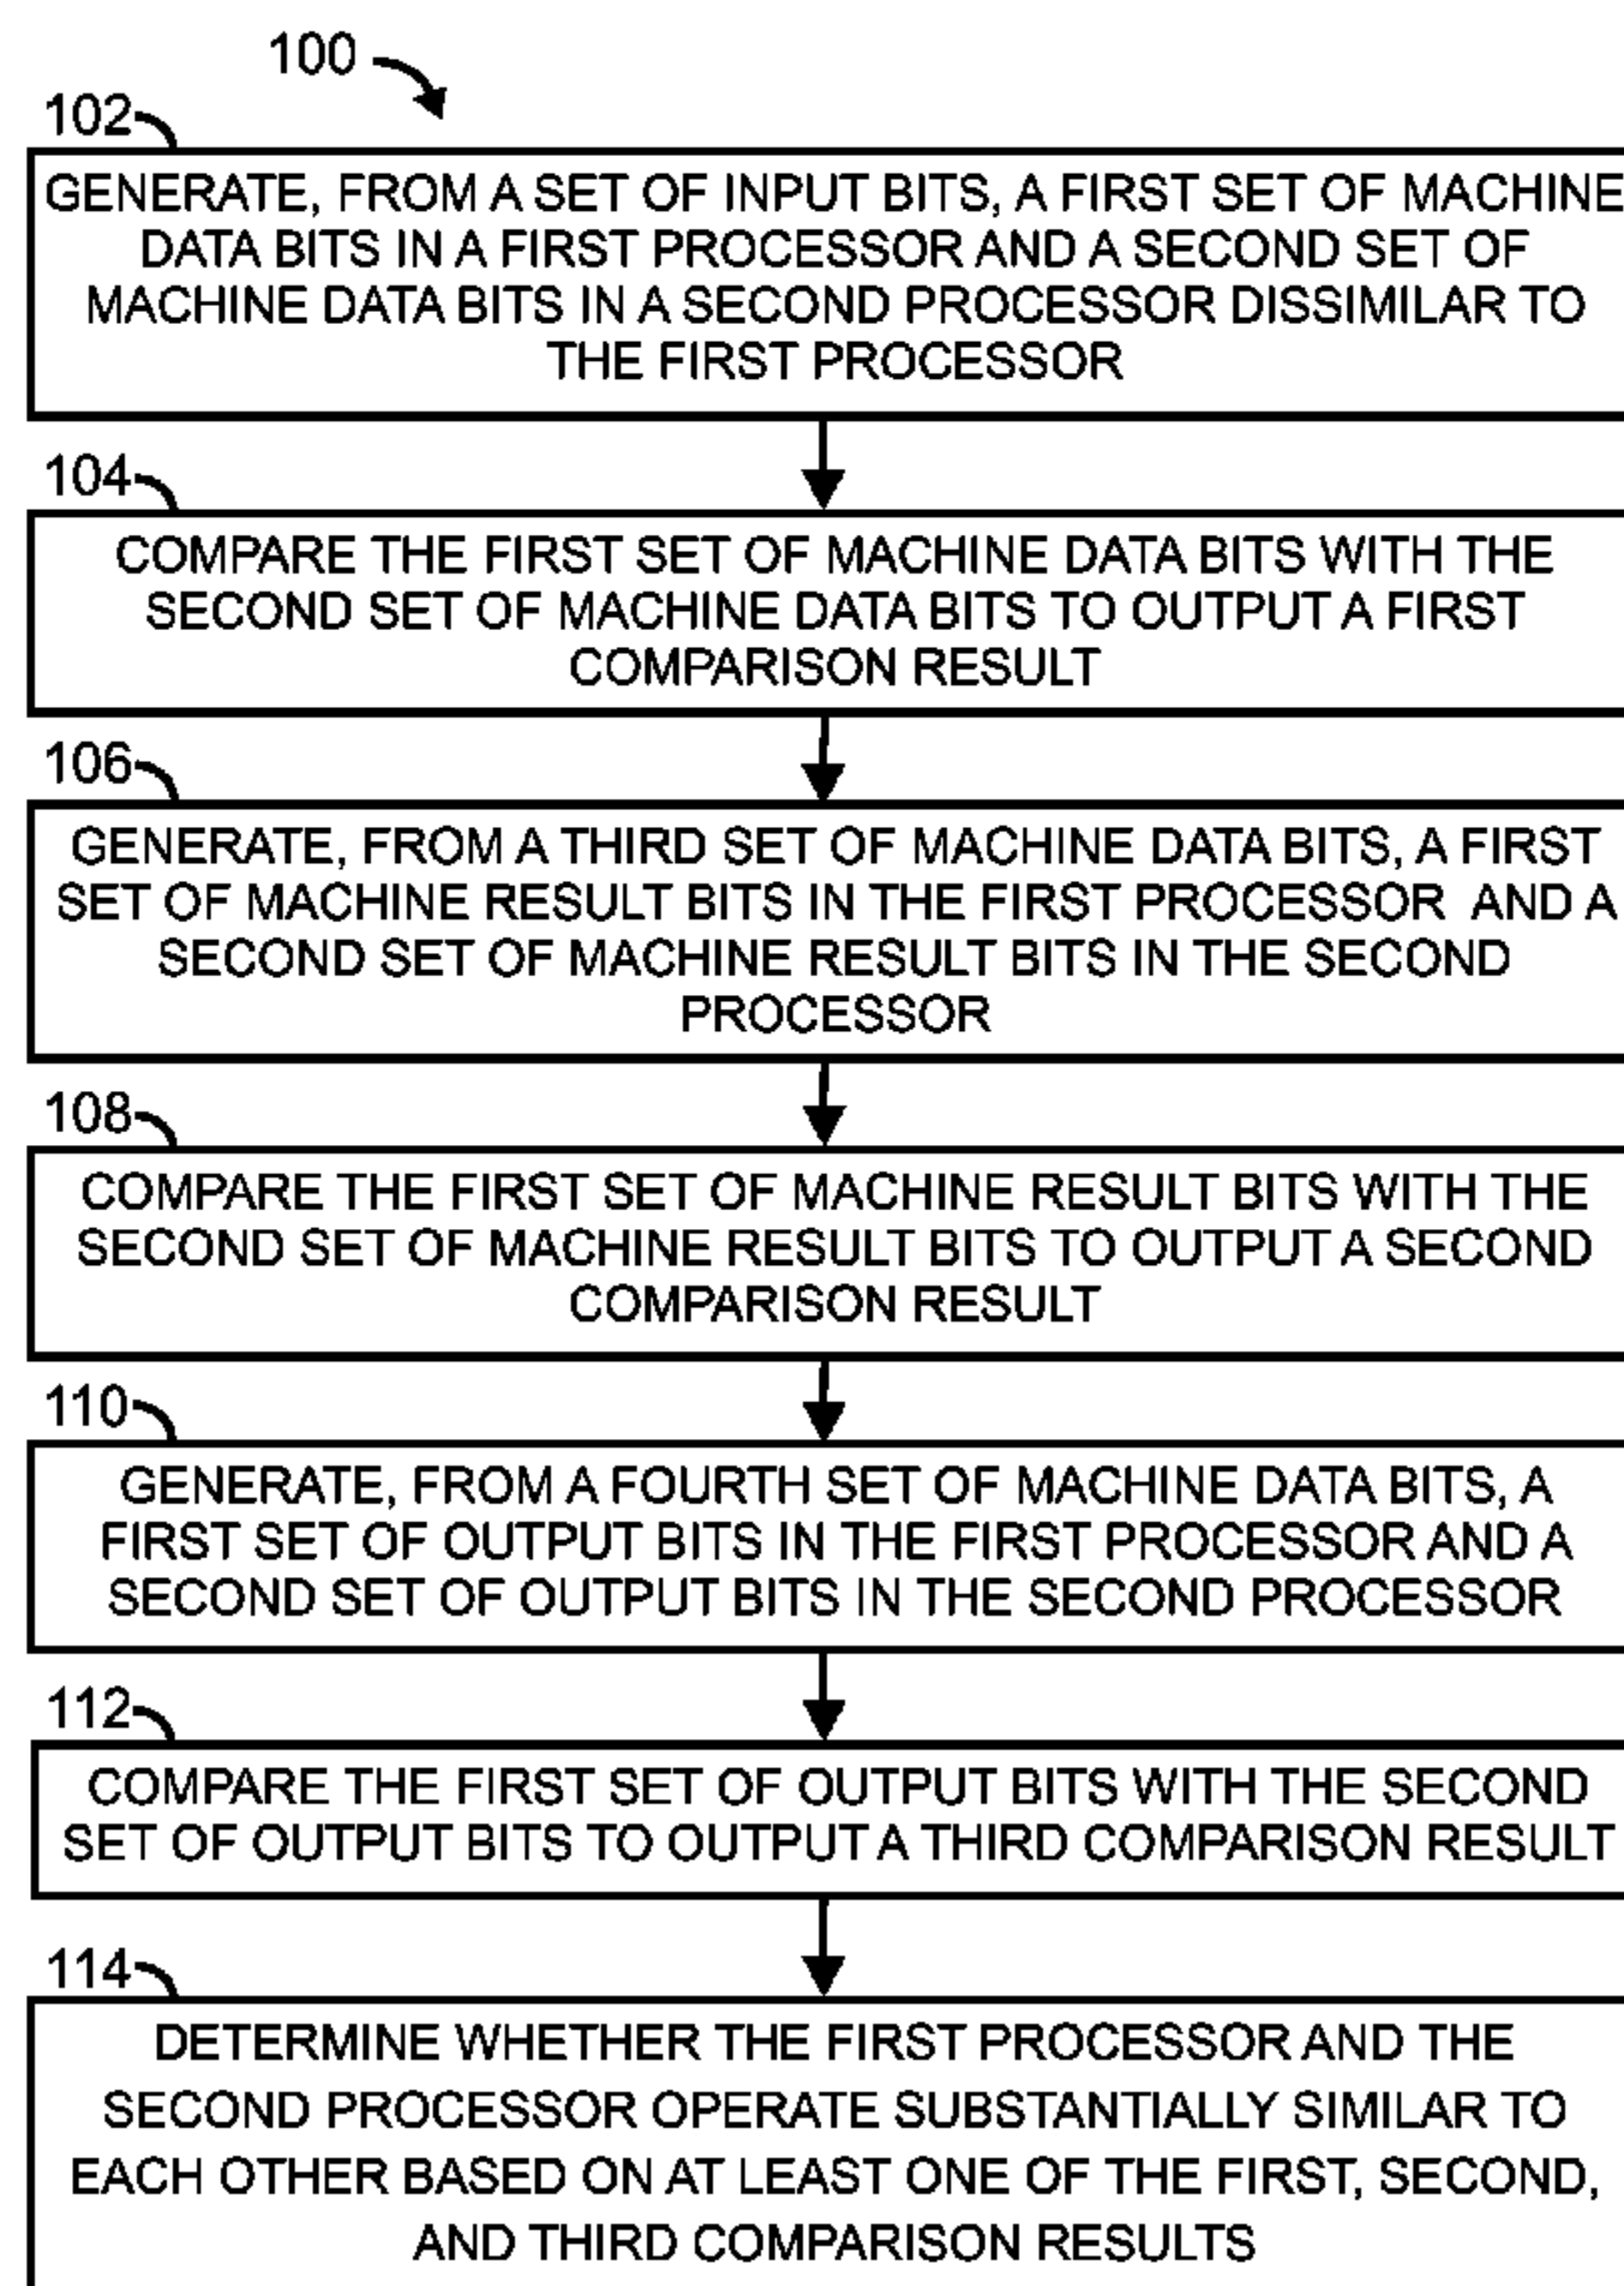 100
102
GENERATE, FROM A SET OF INPUT BITS, A FIRST SET OF MACHINE
DATA BITS IN A FIRST PROCESSOR AND A SECOND SET OF
MACHINE DATA BITS IN A SECOND PROCESSOR DISSIMILAR TO
THE FIRST PROCESSOR
104
COMPARE THE FIRST SET OF MACHINE DATA BITS WITH THE
SECOND SET OF MACHINE DATA BITS TO OUTPUT A FIRST
COMPARISON RESULT
106
GENERATE, FROM A THIRD SET OF MACHINE DATA BITS, A FIRST
SET OF MACHINE RESULT BITS IN THE FIRST PROCESSOR AND A
SECOND SET OF MACHINE RESULT BITS IN THE SECOND
PROCESSOR
108
COMPARE THE FIRST SET OF MACHINE RESULT BITS WITH THE
SECOND SET OF MACHINE RESULT BITS TO OUTPUT A SECOND
COMPARISON RESULT
110
GENERATE, FROM A FOURTH SET OF MACHINE DATA BITS, A
FIRST SET OF OUTPUT BITS IN THE FIRST PROCESSOR AND A
SECOND SET OF OUTPUT BITS IN THE SECOND PROCESSOR
112
COMPARE THE FIRST SET OF OUTPUT BITS WITH THE SECOND
SET OF OUTPUT BITS TO OUTPUT A THIRD COMPARISON RESULT
114
DETERMINE WHETHER THE FIRST PROCESSOR AND THE
SECOND PROCESSOR OPERATE SUBSTANTIALLY SIMILAR TO
EACH OTHER BASED ON AT LEAST ONE OF THE FIRST, SECOND,
AND THIRD COMPARISON RESULTS